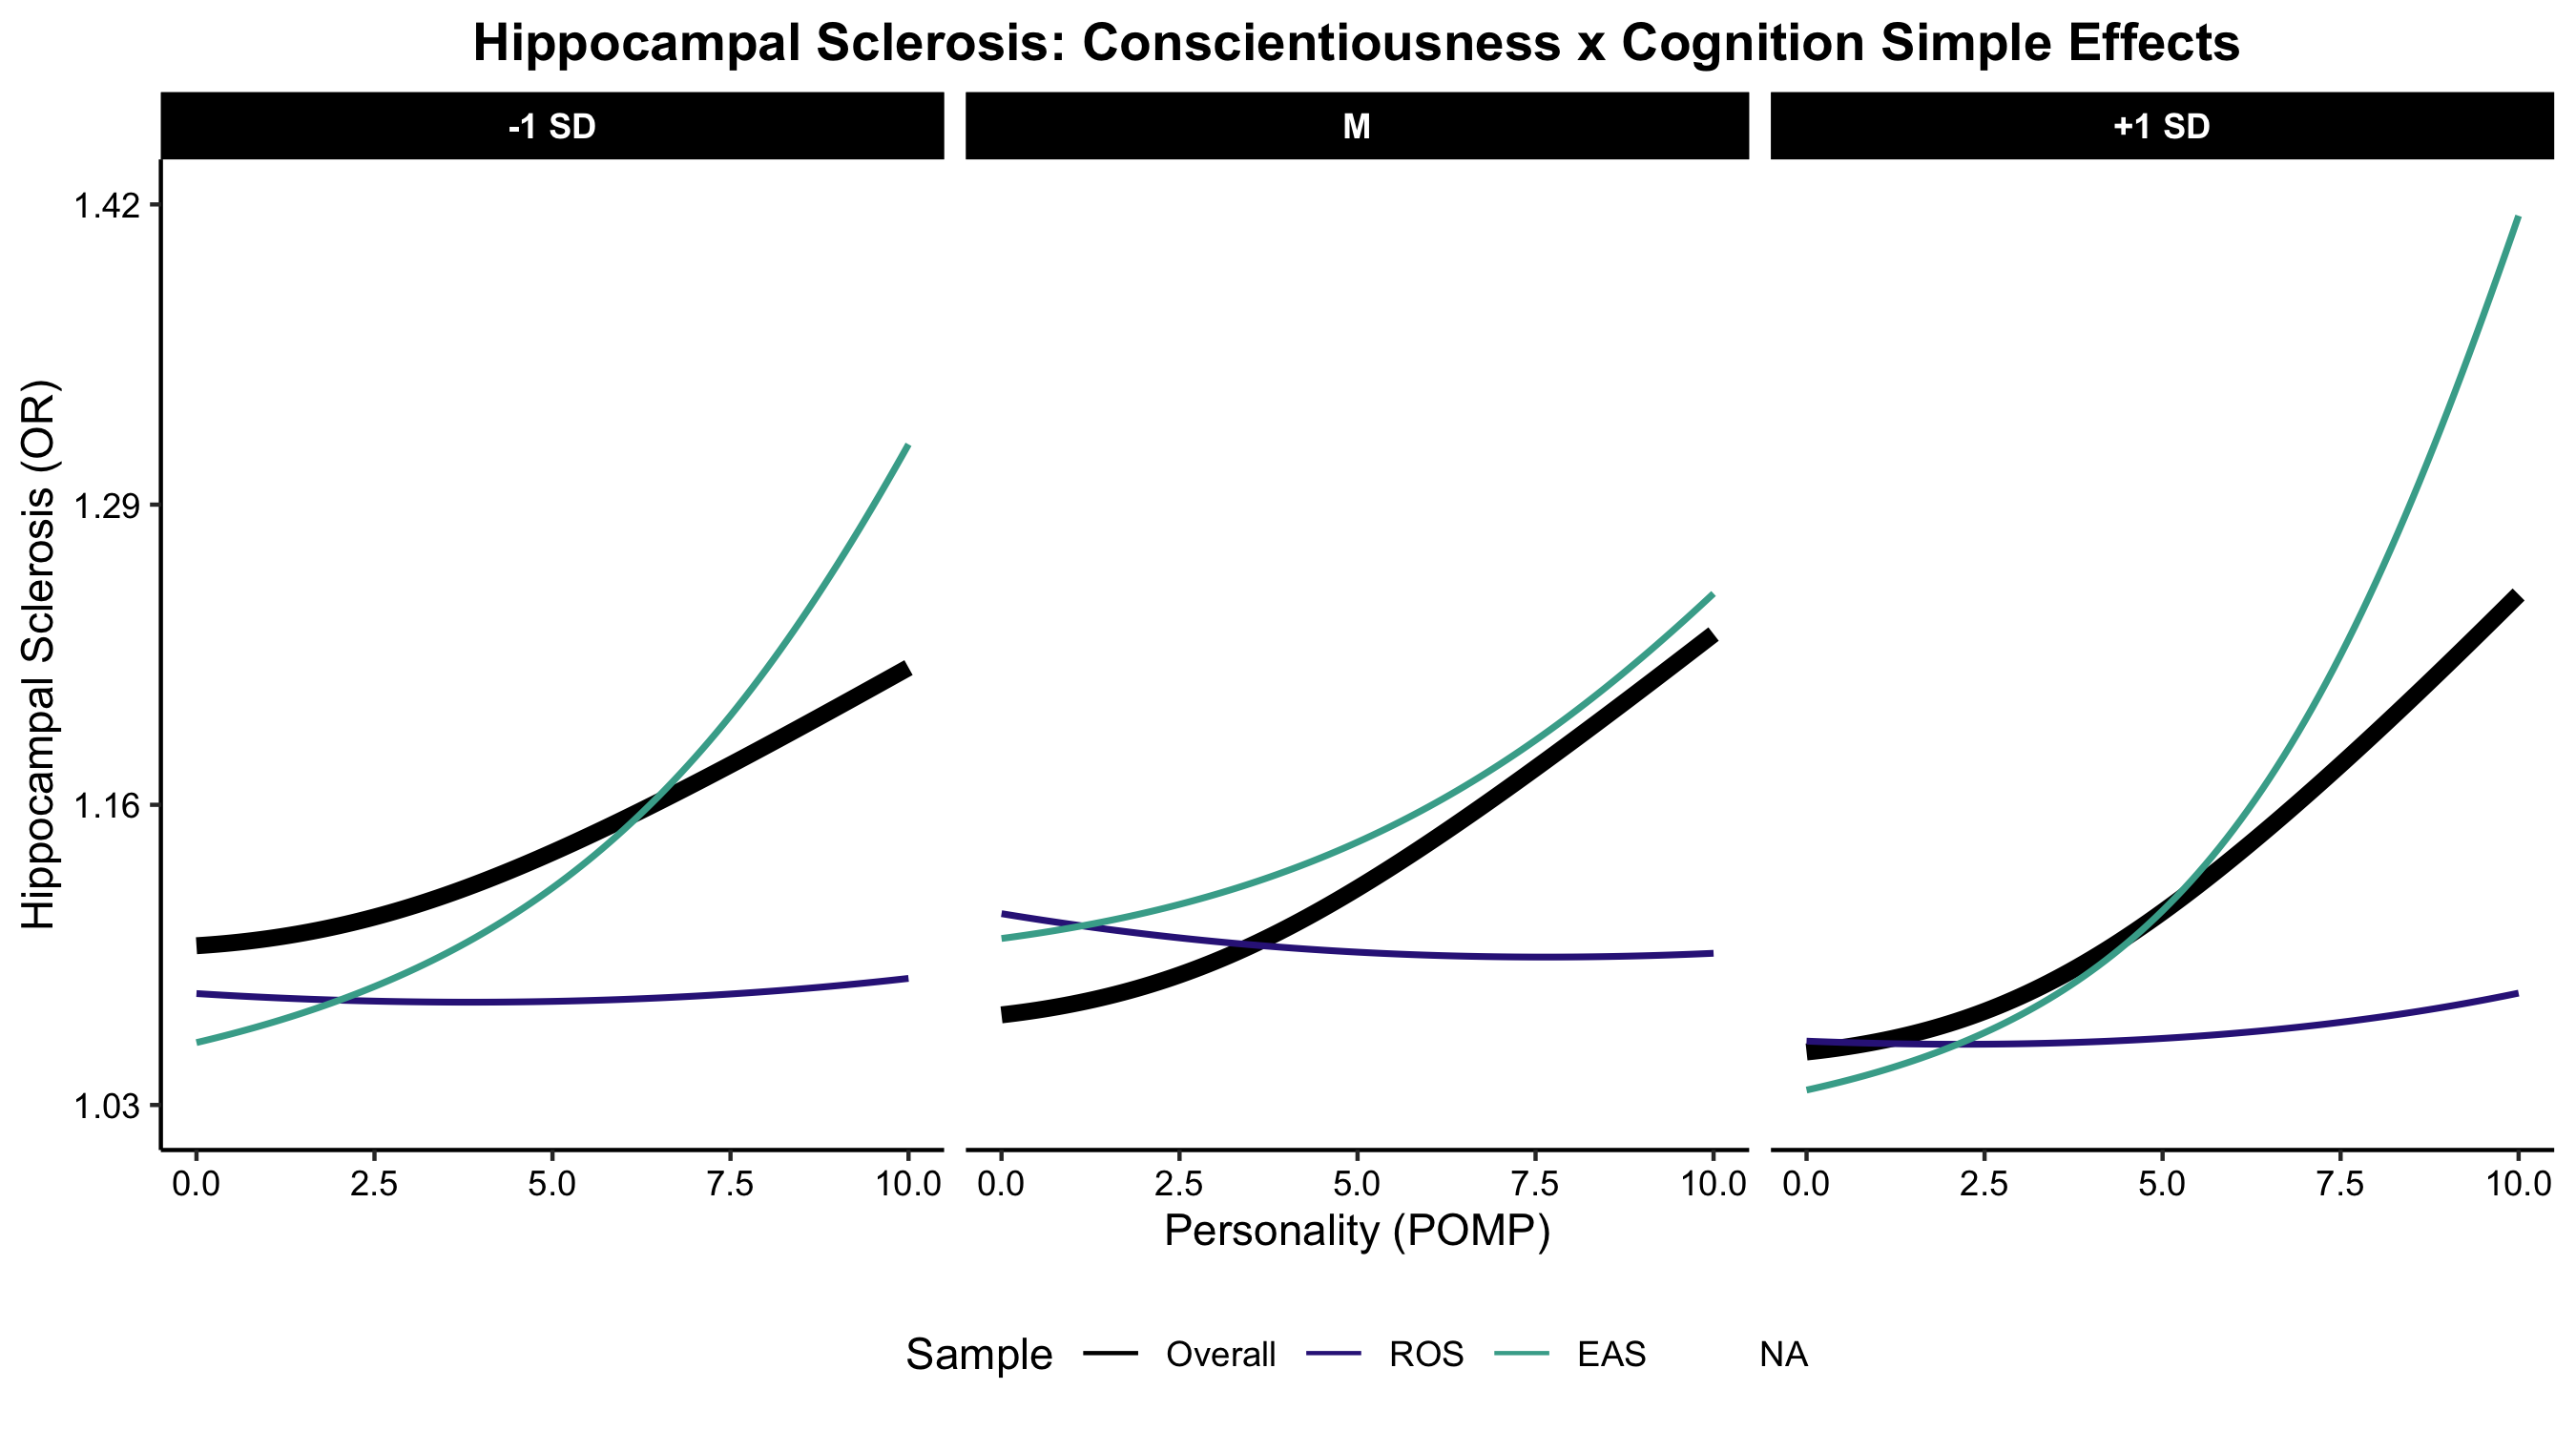 Hippocampal Sclerosis: Conscientiousness x Cognition Simple Effects
-1 SD
M
+1 SD
Hippocampal Sclerosis (OR)
1.42
1.29
1.16
1.03
0.0 2.5 5.0 7.5 10.0
0.0 2.5 5.0 7.5 10.0
0.0 2.5 5.0 7.5 10.0
Personality (POMP)
Sample Overall ROS EAS NA